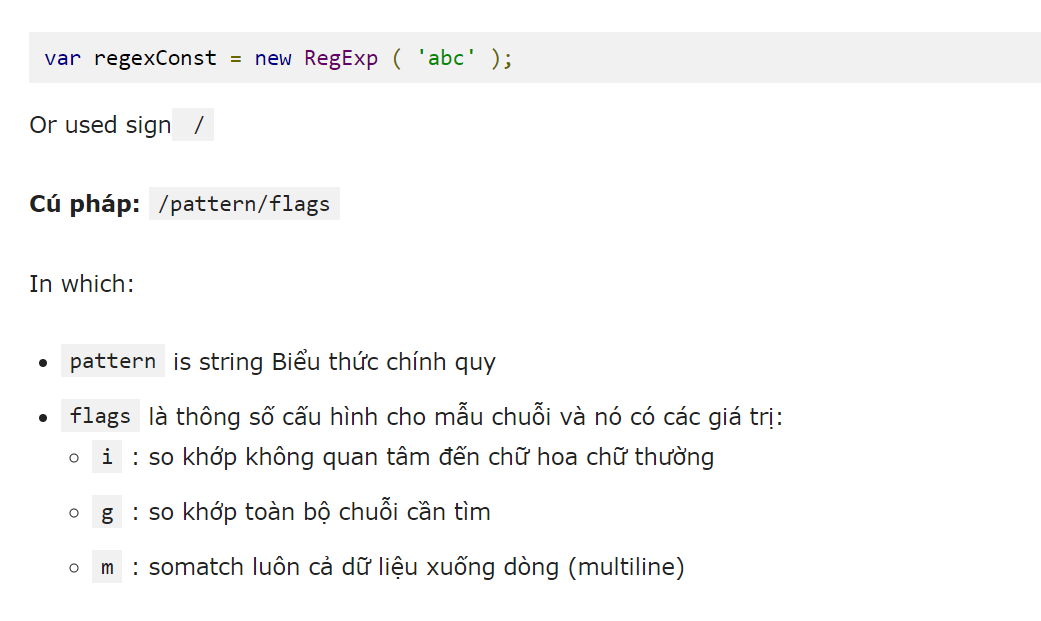 var regexConst = new RegExp ( 'abc' );
Or used sign /
Cú pháp: /pattern/flags
In which:
pattern is string Biểu thức chính quy
flags là thông số cấu hình cho mẫu chuỗi và nó có các giá trị:
i : so khớp không quan tâm đến chữ hoa chữ thường
g : so khớp toàn bộ chuỗi cần tìm
m : somatch luôn cả dữ liệu xuống dòng (multiline)